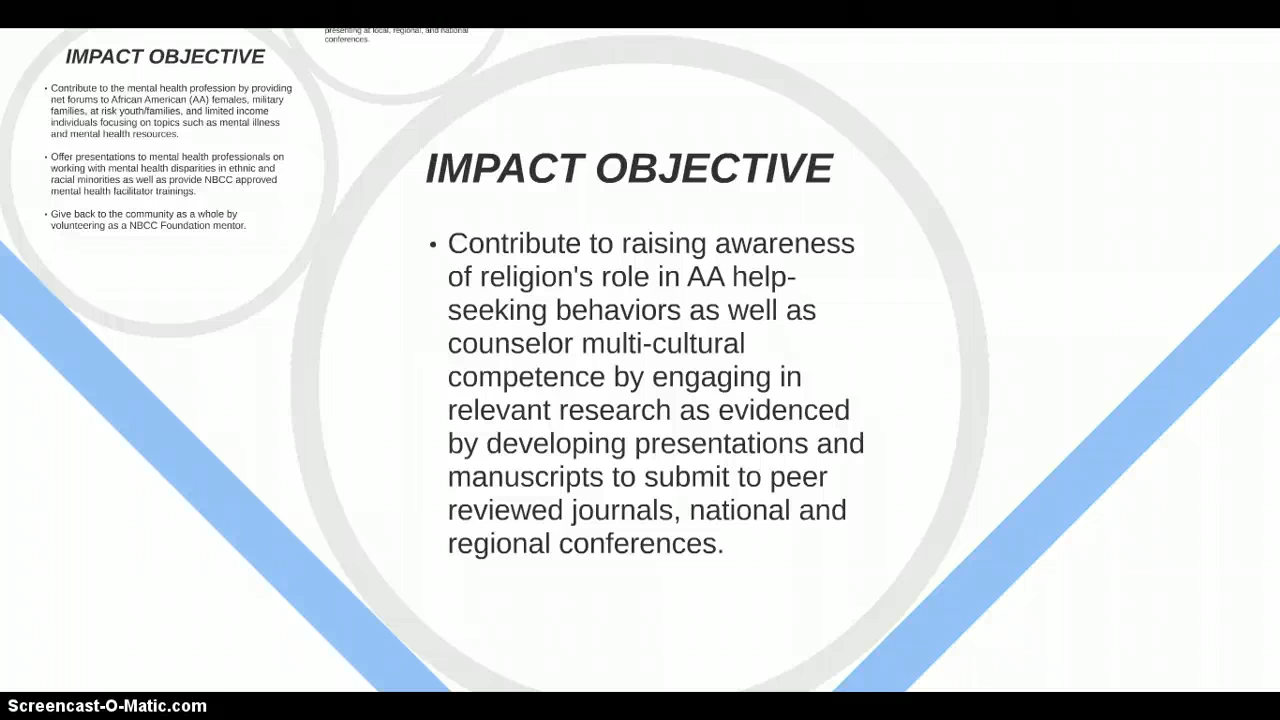 presenting at local, regional, and national
conferences.
IMPACT OBJECTIVE
• Contribute to the mental health profession by providing
net forums to African American (AA) females, military
families, at risk youth/families, and limited income
individuals focusing on topics such as mental illness
and mental health resources.
• Offer presentations to mental health professionals on
working with mental health disparities in ethnic and
racial minorities as well as provide NBCC approved
mental health facilitator trainings.
• Give back to the community as a whole by
volunteering as a NBCC Foundation mentor.
IMPACT OBJECTIVE
• Contribute to raising awareness
of religion's role in AA help-
seeking behaviors as well as
counselor multi-cultural
competence by engaging in
relevant research as evidenced
by developing presentations and
manuscripts to submit to peer
reviewed journals, national and
regional conferences.
Screencast-O-Matic.com